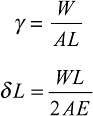 γ = W / AL
δL = WL / 2AE